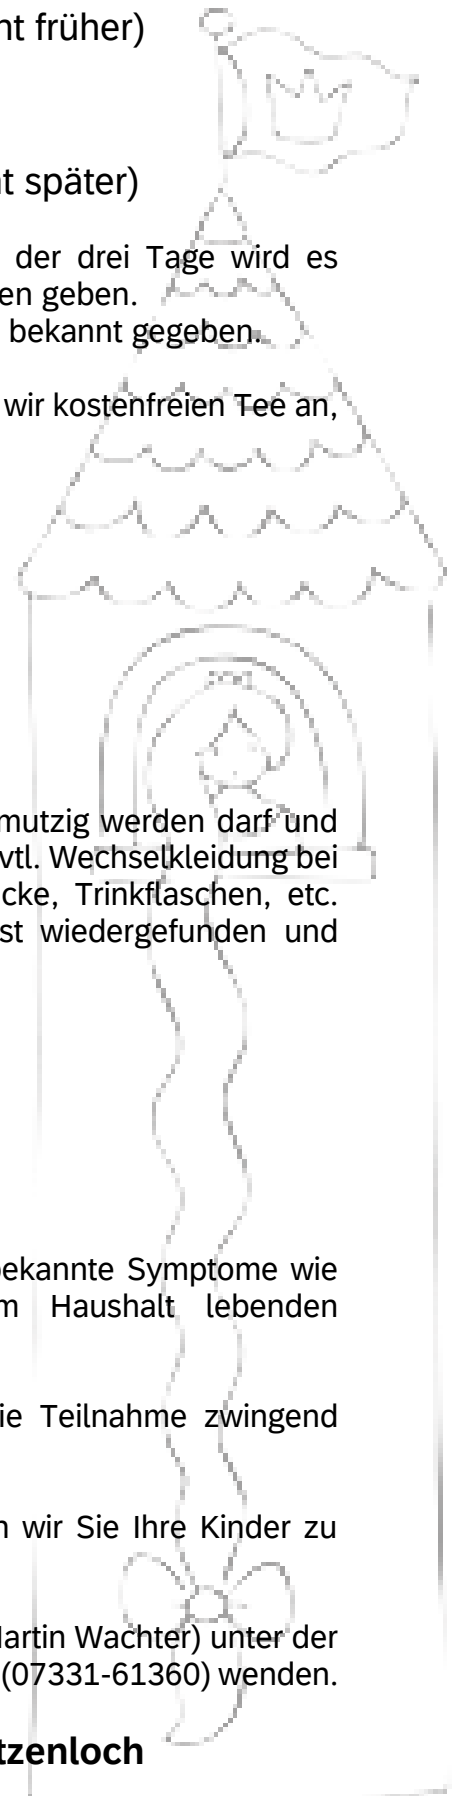 nt früher)
t später)
der drei Tage wird es
en geben.
bekannt gegeben.
wir kostenfreien Tee an,
mutzig werden darf und
vtl. Wechselkleidung bei
cke, Trinkflaschen, etc.
st wiedergefunden und
bekannte Symptome wie
m Haushalt lebenden
ie Teilnahme zwingend
n wir Sie Ihre Kinder zu
Martin Wachter) unter der
(07331-61360) wenden.
tzenloch